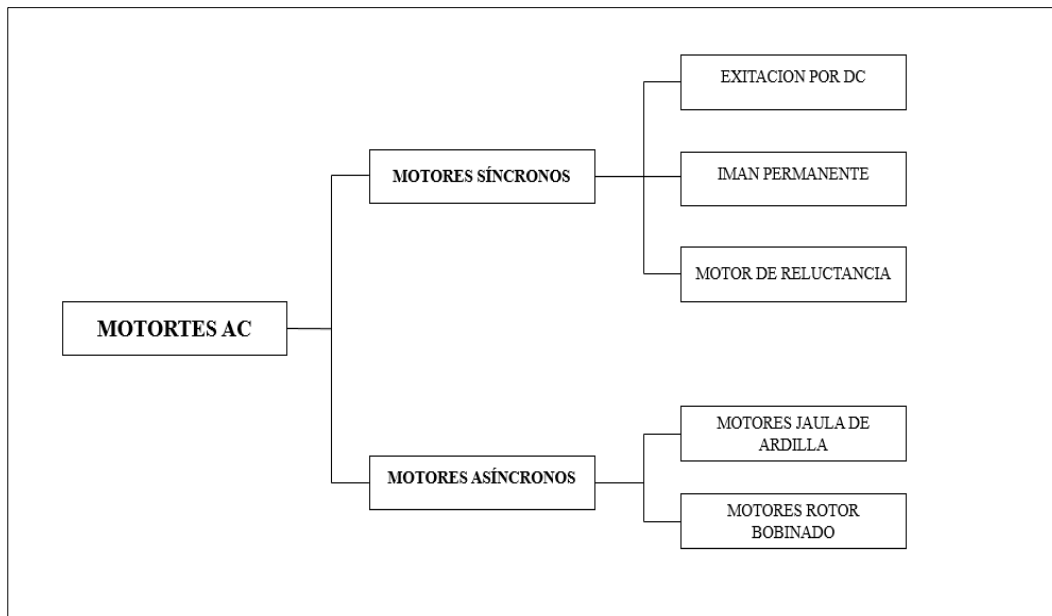 EXITACION POR DC
MOTORES SÍNCRONOS
IMAN PERMANENTE
MOTOR DE RELUCTANCIA
MOTORTES AC
MOTORES JAULA DE
ARDILLA
MOTORES ASÍNCRONOS
MOTORES ROTOR
BOBINADO